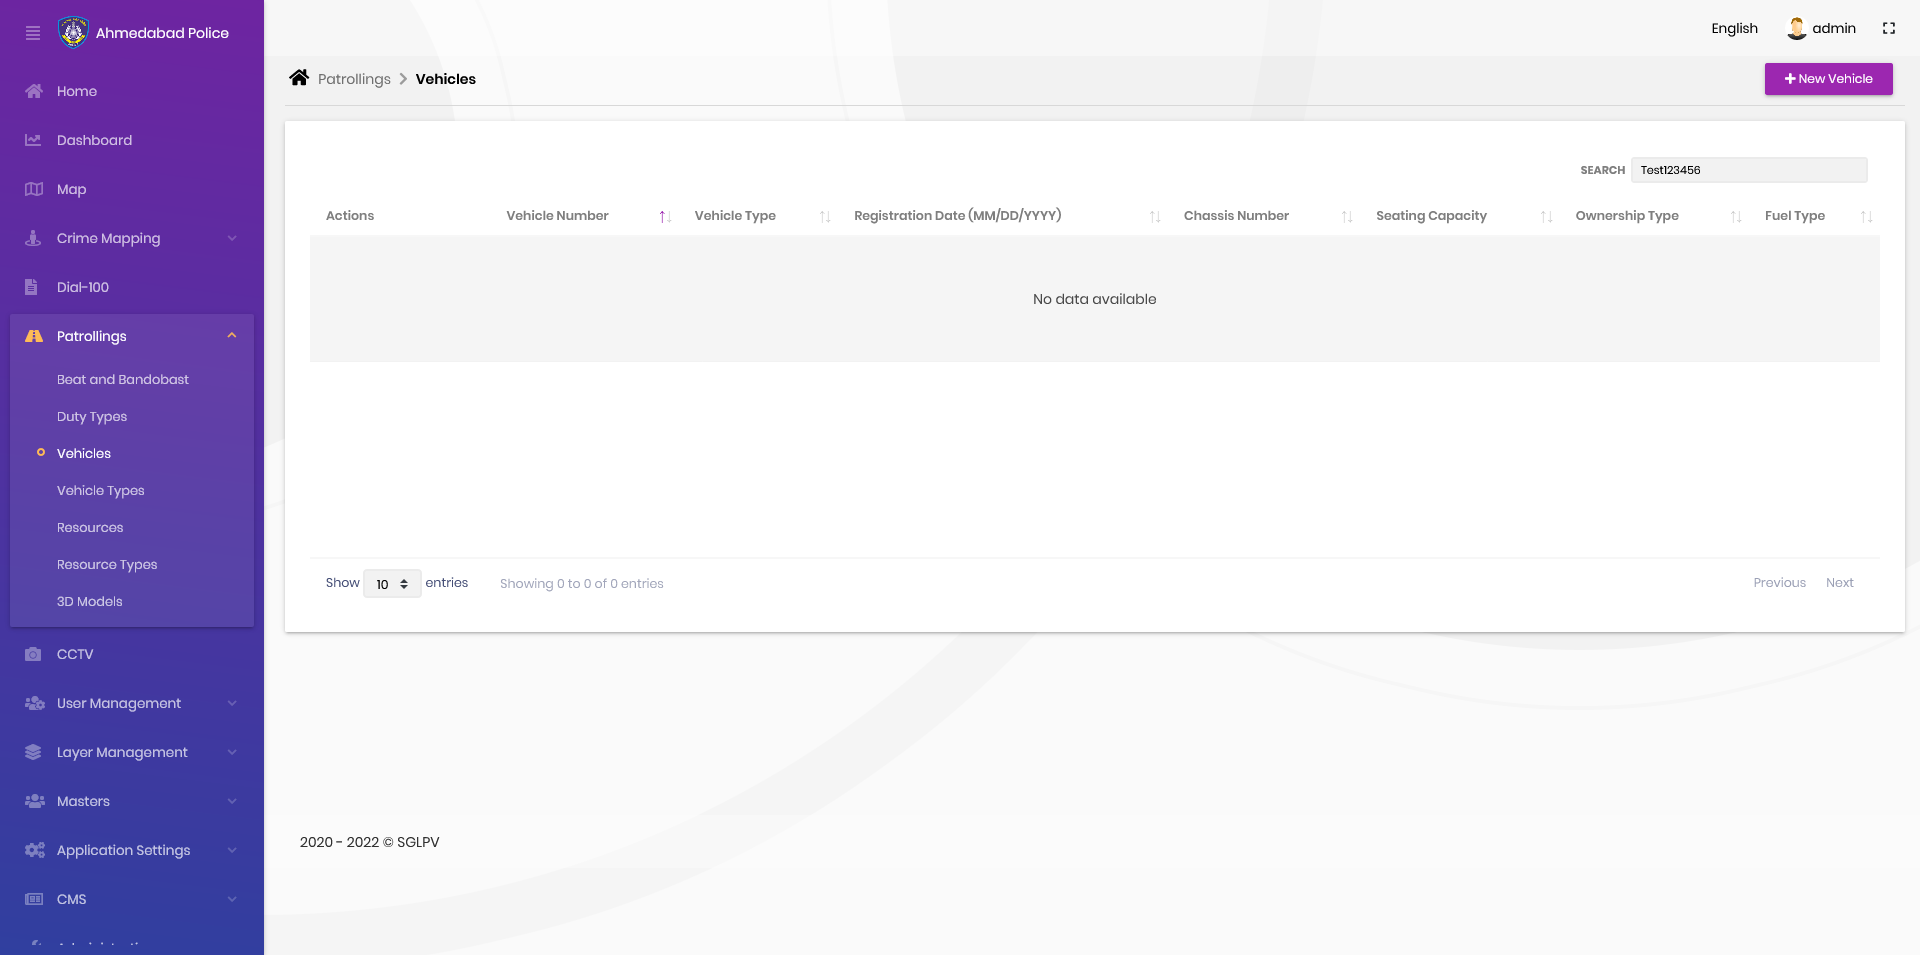 Ahmedabad Police
Home
Dashboard
Map
Crime Mapping
Dial-100
Patrollings
Beat and Bandobast
Duty Types
Vehicles
Vehicle Types
Resources
Resource Types
3D Models
CCTV
User Management
Layer Management
Masters
Application Settings
CMS
English admin
Patrollings Vehicles
New Vehicle
SEARCH Test123456
Actions Vehicle Number Vehicle Type Registration Date (MM/DD/YYYY) Chassis Number Seating Capacity Ownership Type Fuel Type
No data available
Show 10 entries Showing 0 to 0 of 0 entries Previous Next
2020 - 2022 © SGLPV